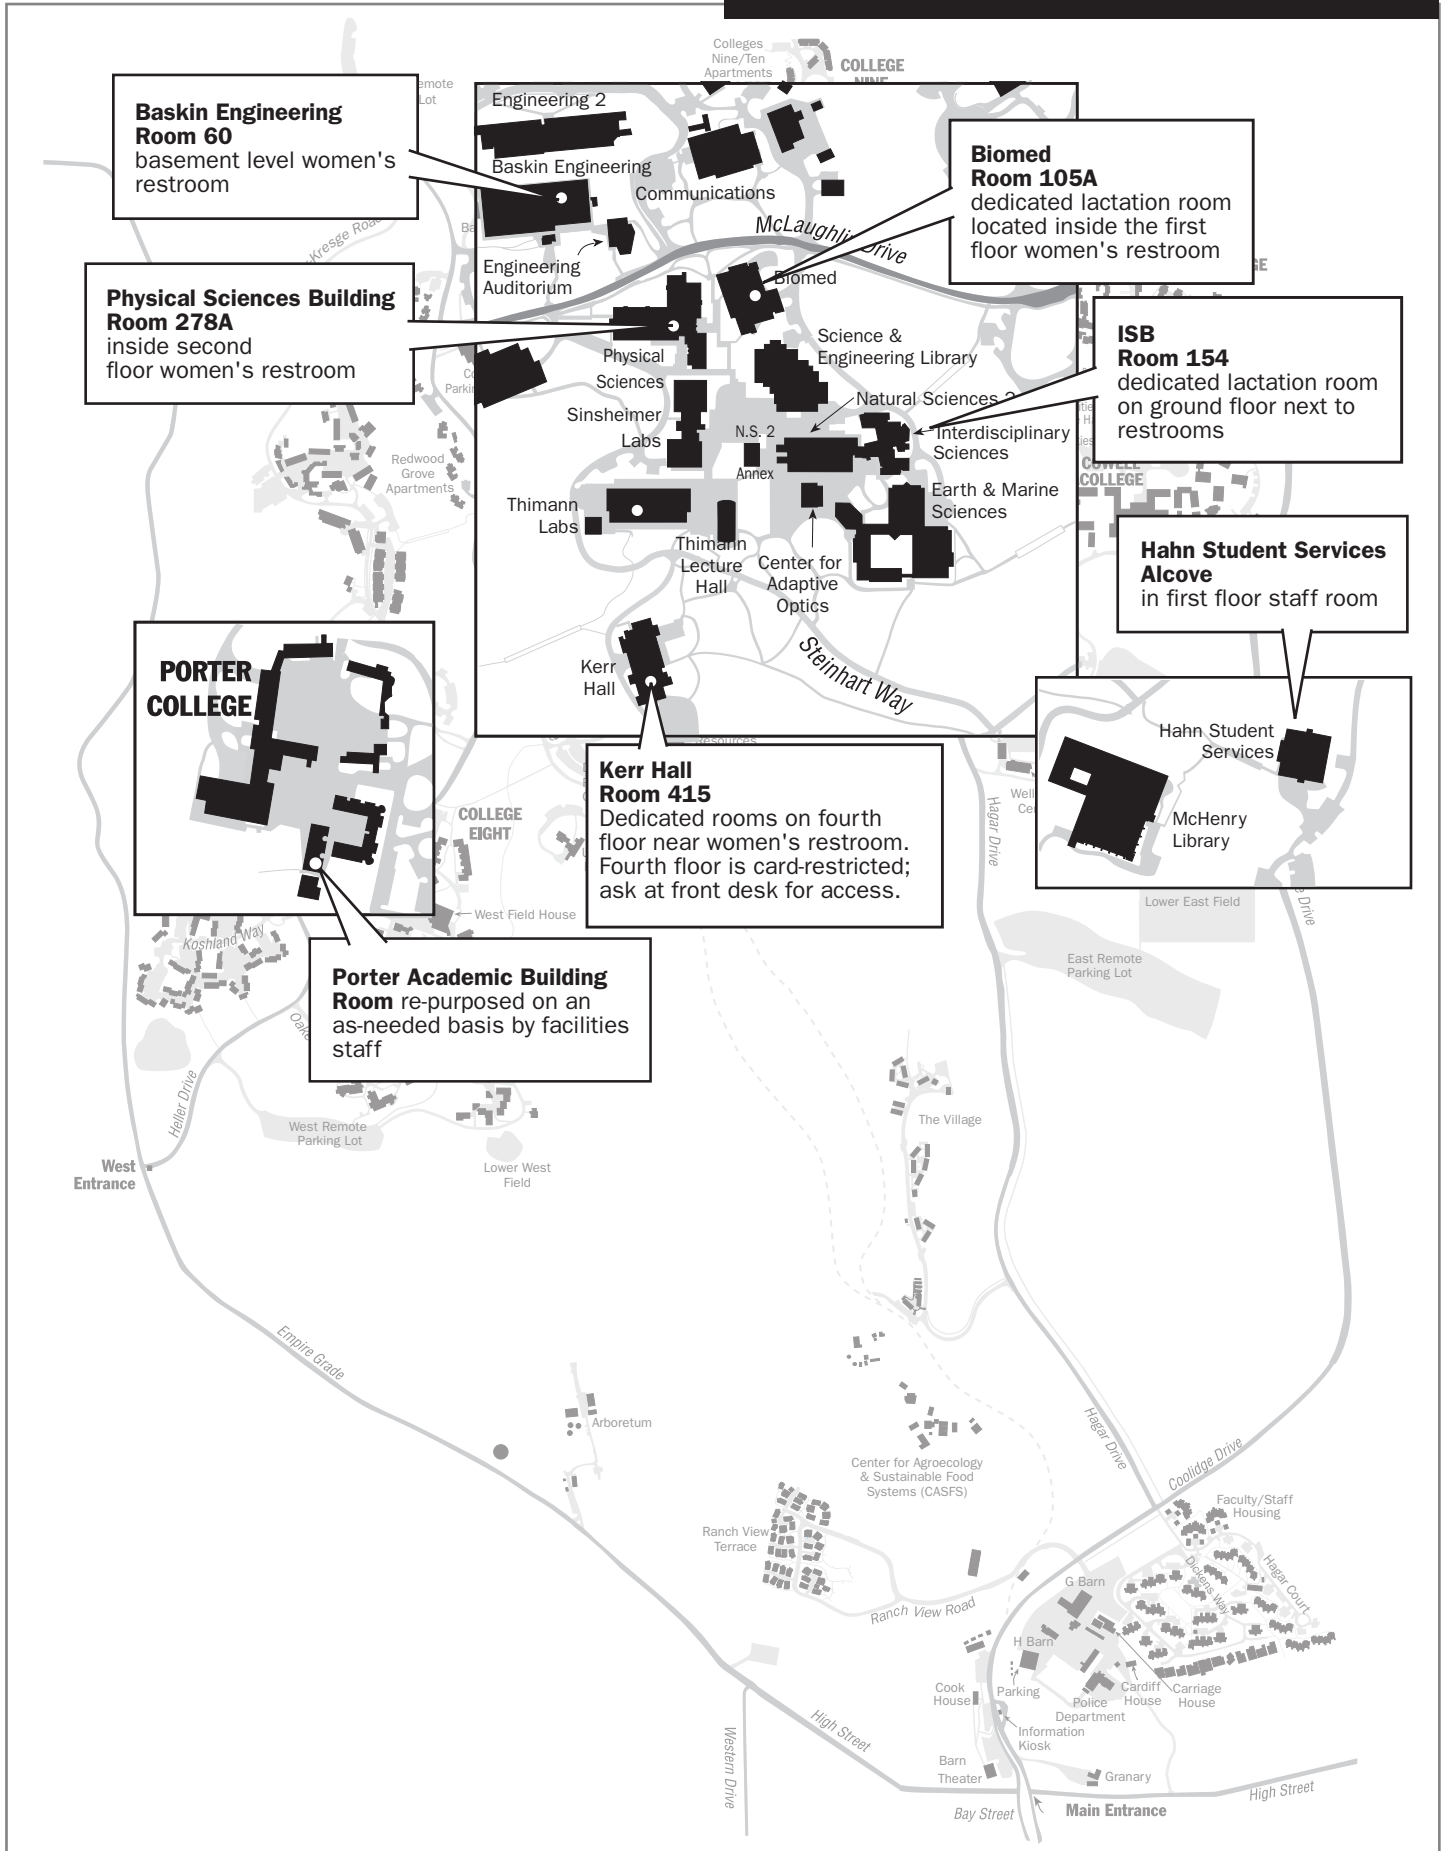 Colleges
Nine/Ten
Apartments
COLLEGE
NINE
emote
Lot
Baskin Engineering
Room 60
basement level women's
restroom
Engineering 2
Baskin Engineering
Communications
Engineering
Auditorium
McLaughlin Drive
Biomed
Room 105A
dedicated lactation room
located inside the first
floor women's restroom
Kresge Road
Physical Sciences Building
Room 278A
inside second
floor women's restroom
Biomed
Physical
Sciences
Science &
Engineering Library
ISB
Room 154
dedicated lactation room
on ground floor next to
restrooms
Sinsheimer
Labs
N.S. 2
Annex
Natural Sciences 2
Interdisciplinary
Sciences
Redwood
Grove
Apartments
COWELL
COLLEGE
Thimann
Labs
Earth & Marine
Sciences
Thimann
Lecture
Hall
Center for
Adaptive
Optics
Hahn Student Services
Alcove
in first floor staff room
Kerr
Hall
Steinhart Way
PORTER
COLLEGE
Resources
Hahn Student
Services
McHenry
Library
Kerr Hall
Room 415
Dedicated rooms on fourth
floor near women's restroom.
Fourth floor is card-restricted;
ask at front desk for access.
COLLEGE
EIGHT
Hagar Drive
West Field House
Lower East Field
e Drive
Koshland Way
East Remote
Parking Lot
Porter Academic Building
Room re-purposed on an
as-needed basis by facilities
staff
Heller Drive
West Remote
Parking Lot
The Village
West
Entrance
Lower West
Field
Empire Grade
Arboretum
Hagar Drive
Coolidge Drive
Center for Agroecology
& Sustainable Food
Systems (CASFS)
Faculty/Staff
Housing
Ranch View
Terrace
G Barn
Dickens Way
Hagar Court
Ranch View Road
H Barn
Cook
House
Parking
Police
Department
Cardiff
House
Carriage
House
Information
Kiosk
High Street
Western Drive
Barn
Theater
Granary
High Street
Bay Street
Main Entrance